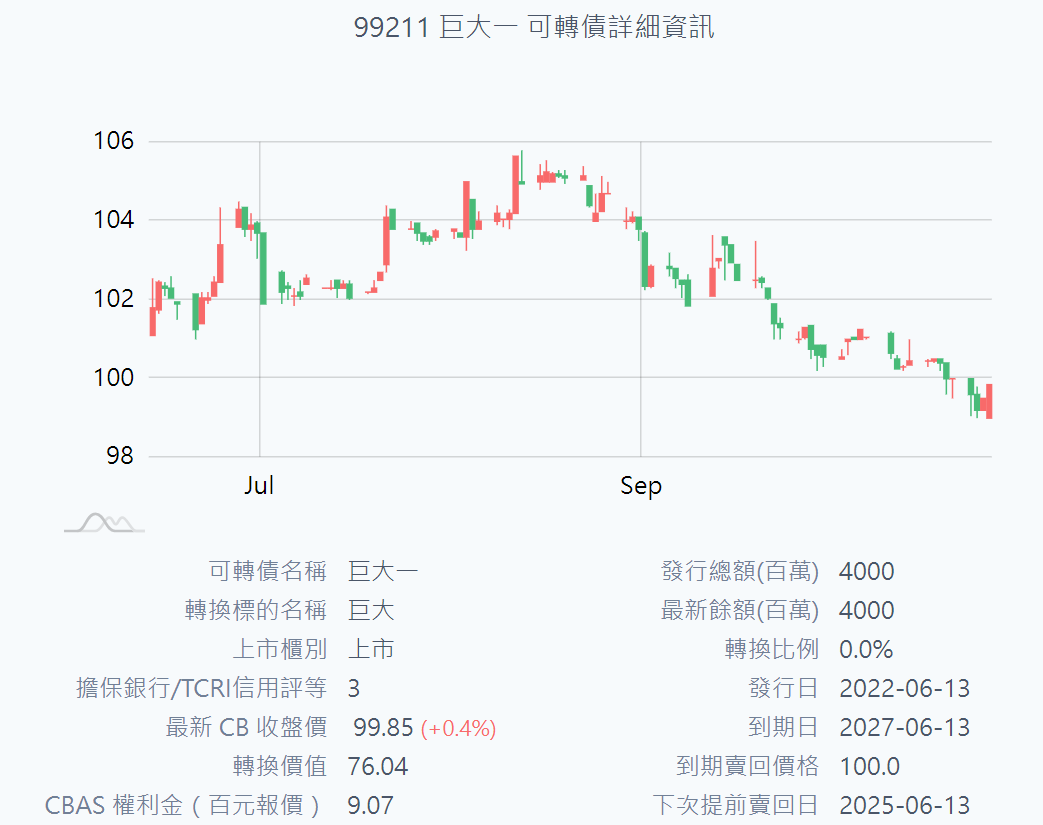 99211 巨大一 可轉債詳細資訊
106
104
102
100
98
Jul Sep
可轉債名稱 巨大一 發行總額(百萬) 4000
轉換標的名稱 巨大 最新餘額(百萬) 4000
上市櫃別 上市 轉換比例 0.0%
擔保銀行/TCRI信用評等 3 發行日 2022-06-13
最新 CB 收盤價 99.85 (+0.4%) 到期日 2027-06-13
轉換價值 76.04 到期賣回價格 100.0
CBAS 權利金 ( 百元報價 ) 9.07 下次提前賣回日 2025-06-13